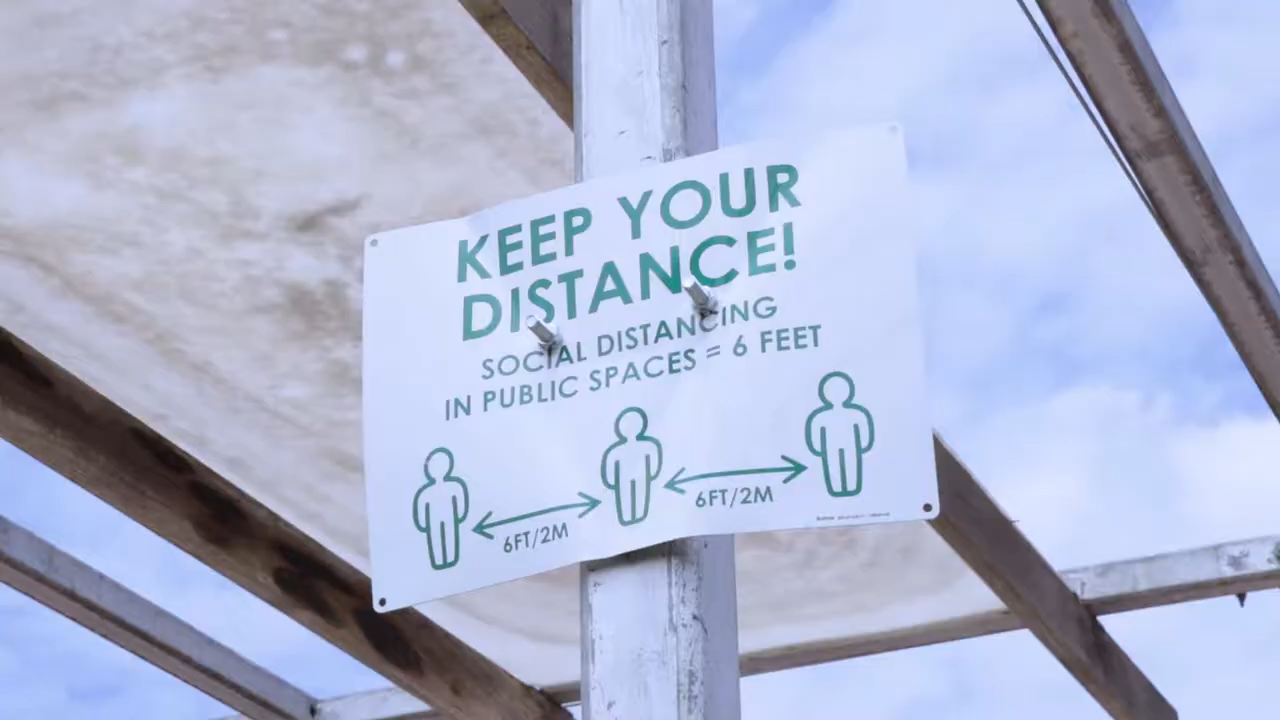 KEEP YOUR
DISTANCE!
SOCIAL DISTANCING
IN PUBLIC SPACES = 6 FEET
6FT/2M
6FT/2M